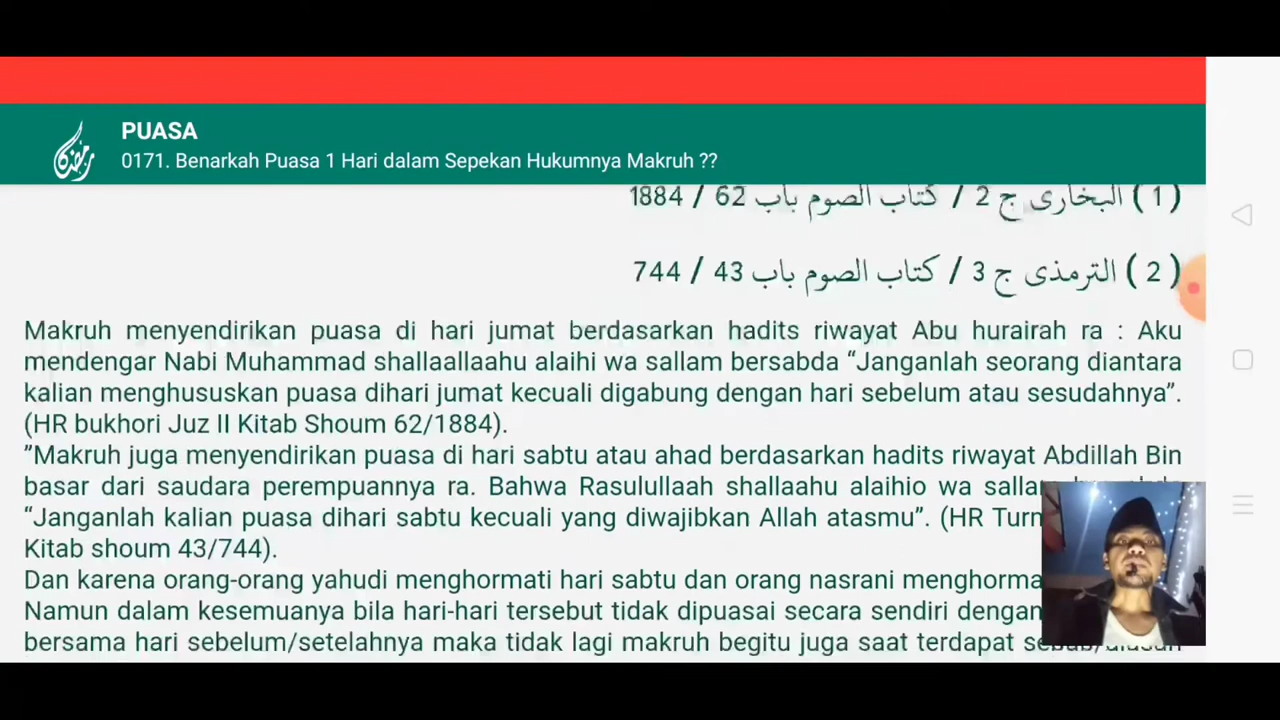 PUASA
0171. Benarkah Puasa 1 Hari dalam Sepekan Hukumnya Makruh ??
( 1 ) البخارى ج 2 / كتاب الصوم باب 62 / 1884
( 2 ) الترمذى ج 3 / كتاب الصوم باب 43 / 744
Makruh menyendirikan puasa di hari jumat berdasarkan hadits riwayat Abu hurairah ra : Aku
mendengar Nabi Muhammad shallaallaahu alaihi wa sallam bersabda “Janganlah seorang diantara
kalian menghususkan puasa dihari jumat kecuali digabung dengan hari sebelum atau sesudahnya”.
(HR bukhori Juz II Kitab Shoum 62/1884).
”Makruh juga menyendirikan puasa di hari sabtu atau ahad berdasarkan hadits riwayat Abdillah Bin
basar dari saudara perempuannya ra. Bahwa Rasulullaah shallaahu alaihio wa
“Janganlah kalian puasa dihari sabtu kecuali yang diwajibkan Allah atasmu”. (HR
Kitab shoum 43/744).
Dan karena orang-orang yahudi menghormati hari sabtu dan orang nasrani
Namun dalam kesemuanya bila hari-hari tersebut tidak dipuasai secara sendiri
bersama hari sebelum/setelahnya maka tidak lagi makruh begitu juga saat terdapat